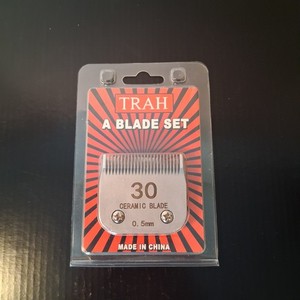 TRAH
A BLADE SET
30
CERAMIC BLADE
0.5mm
MADE IN CHINA